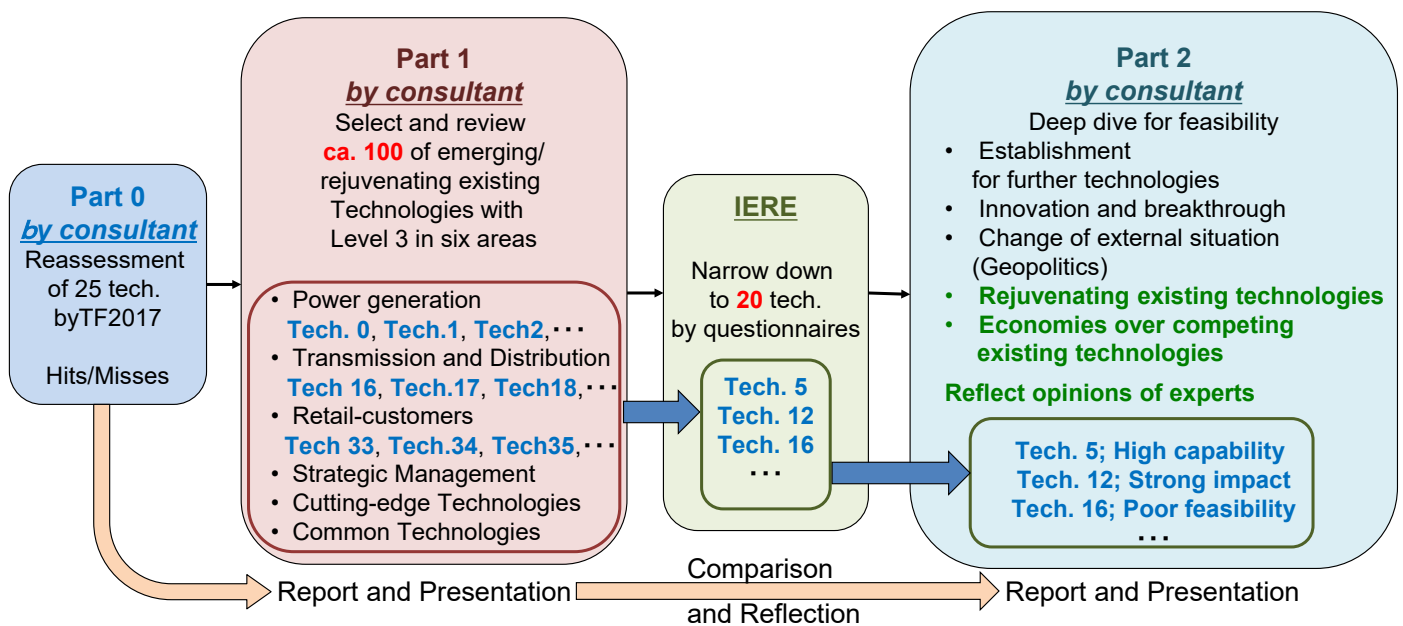 Part 0
by consultant
Reassessment
of 25 tech.
byTF2017
Hits/Misses
Part 1
by consultant
Select and review
ca. 100 of emerging/
rejuvenating existing
Technologies with
Level 3 in six areas
• Power generation
Tech. 0, Tech.1, Tech2,・・・
• Transmission and Distribution
Tech 16, Tech.17, Tech18,・・・
• Retail-customers
Tech 33, Tech.34, Tech35,・・・
• Strategic Management
• Cutting-edge Technologies
• Common Technologies
IERE
Narrow down
to 20 tech.
by questionnaires
Tech. 5
Tech. 12
Tech. 16
・・・
Part 2
by consultant
Deep dive for feasibility
• Establishment
for further technologies
• Innovation and breakthrough
• Change of external situation
(Geopolitics)
• Rejuvenating existing technologies
• Economies over competing
existing technologies
Reflect opinions of experts
Tech. 5; High capability
Tech. 12; Strong impact
Tech. 16; Poor feasibility
・・・
Report and Presentation
Comparison
and Reflection
Report and Presentation